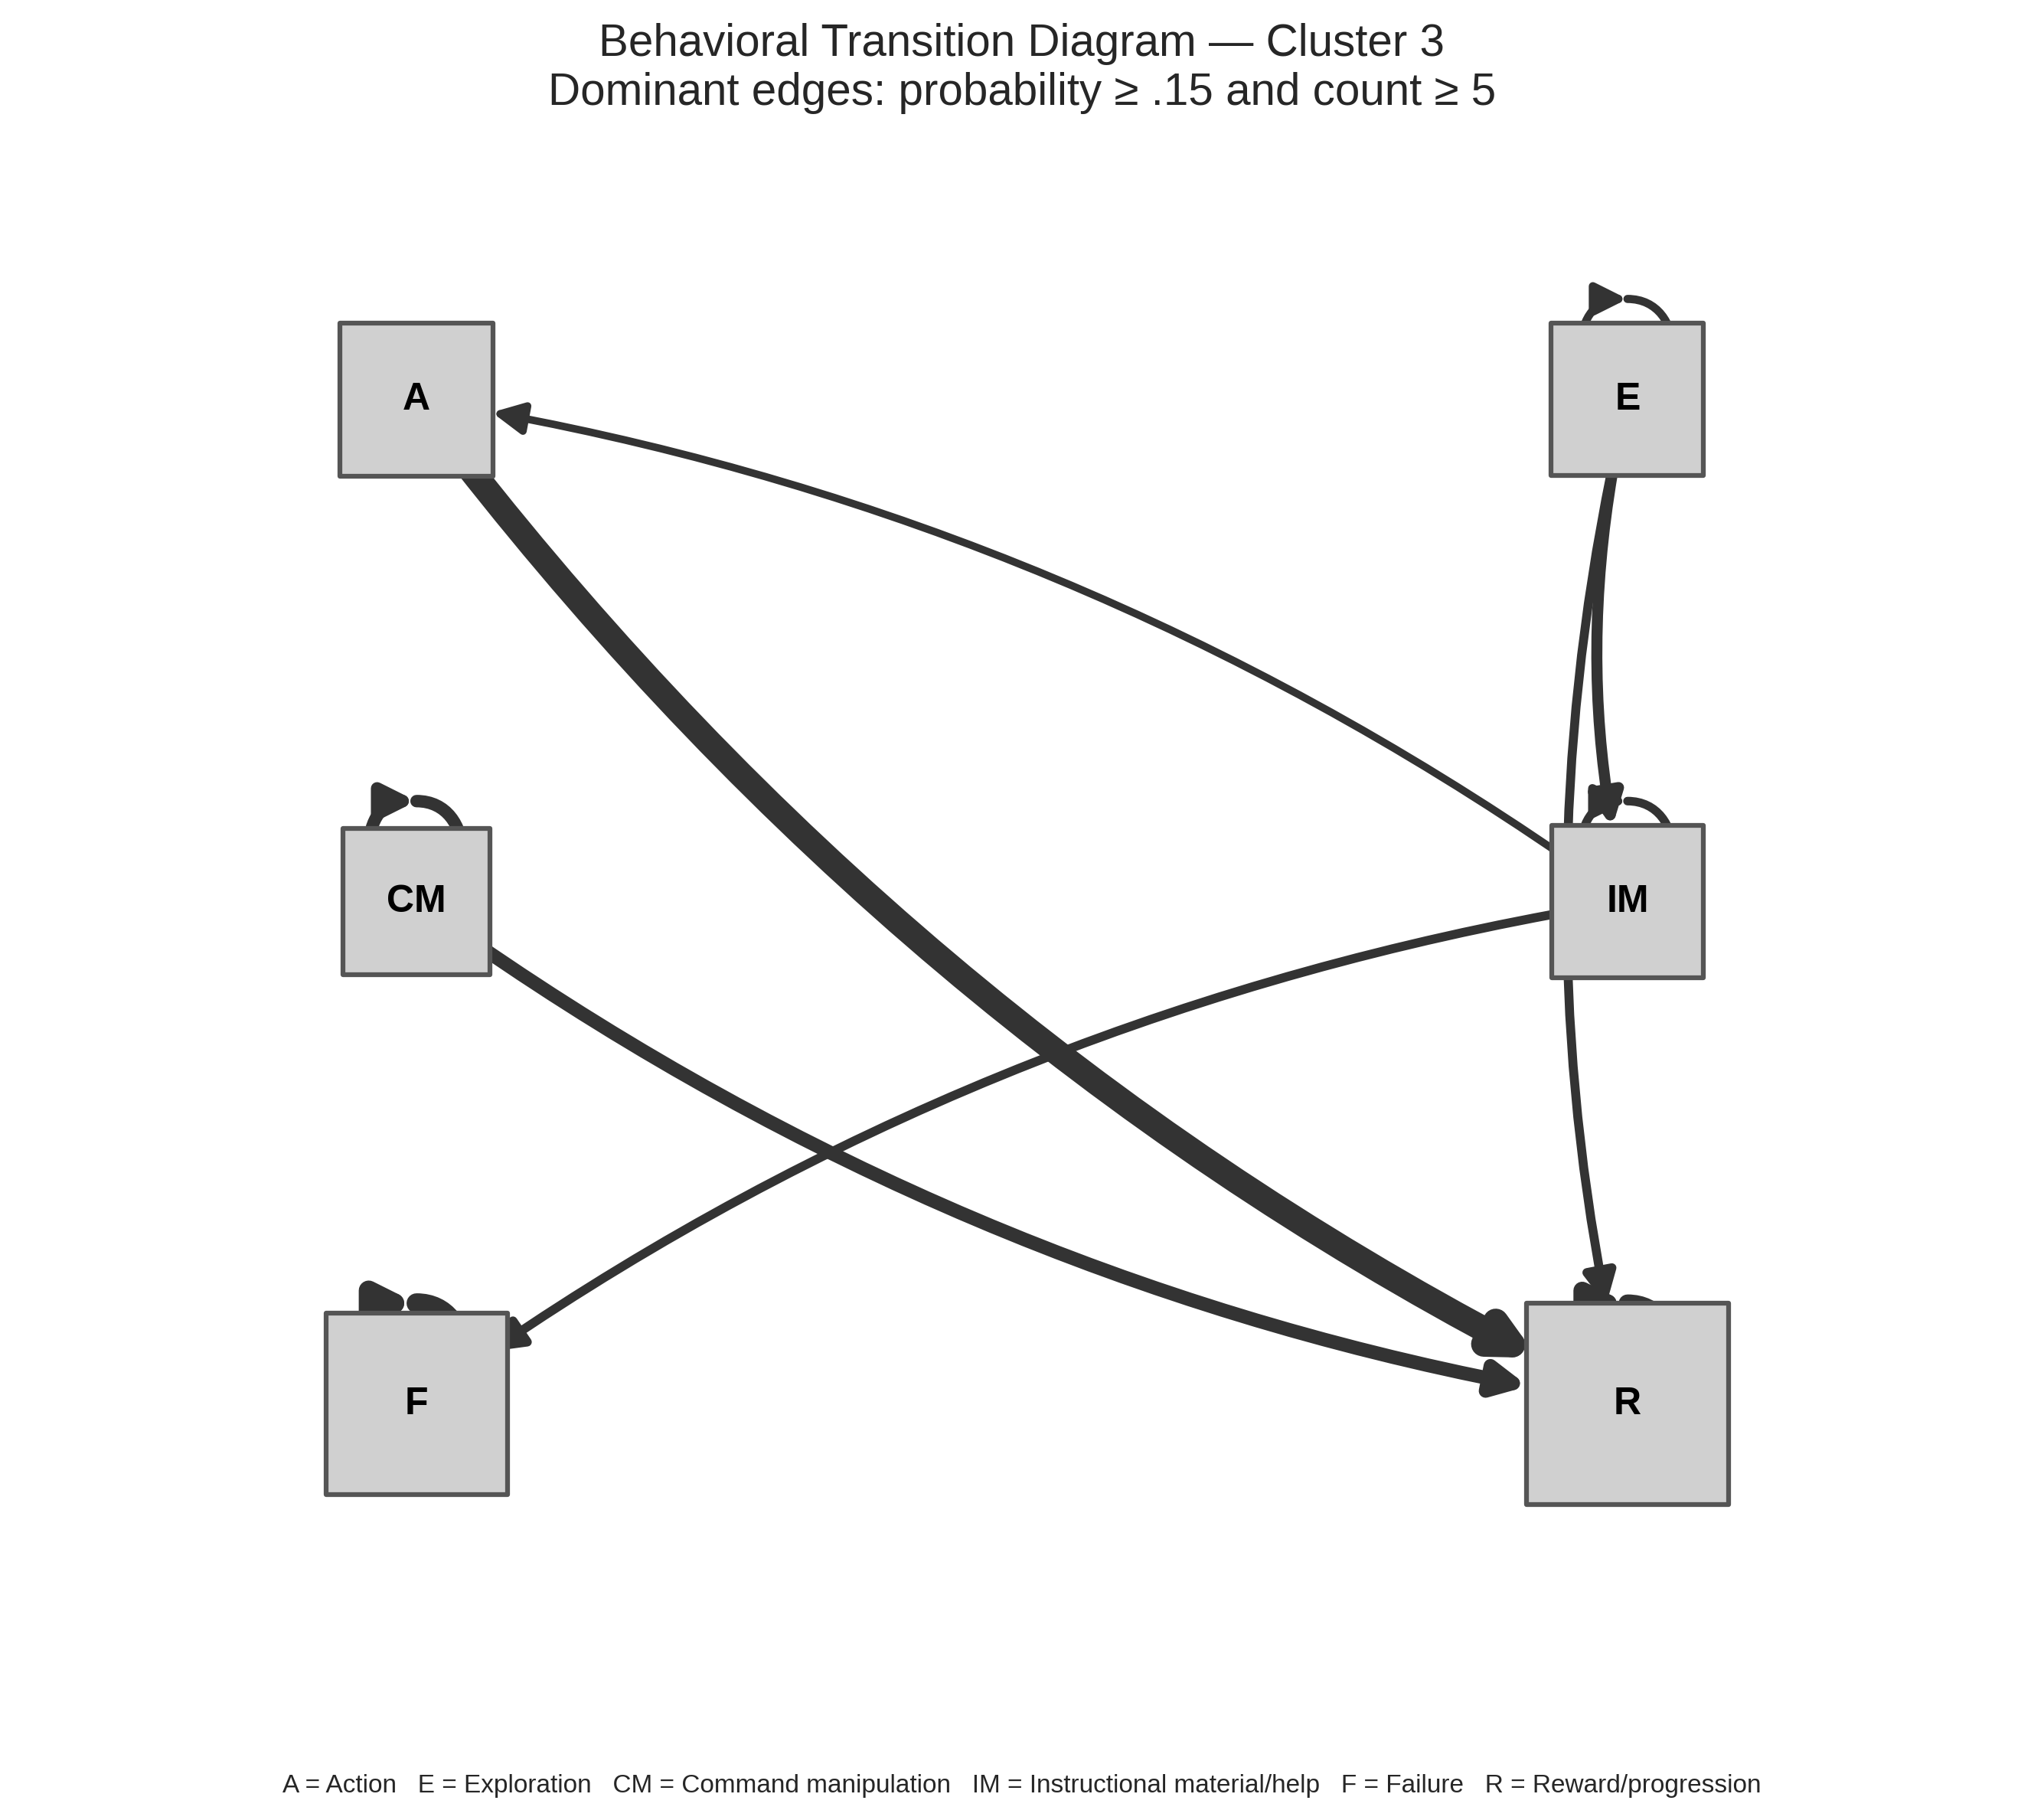 Behavioral Transition Diagram — Cluster 3
Dominant edges: probability ≥ .15 and count ≥ 5
A
E
CM
IM
F
R
A = Action   E = Exploration   CM = Command manipulation   IM = Instructional material/help   F = Failure   R = Reward/progression